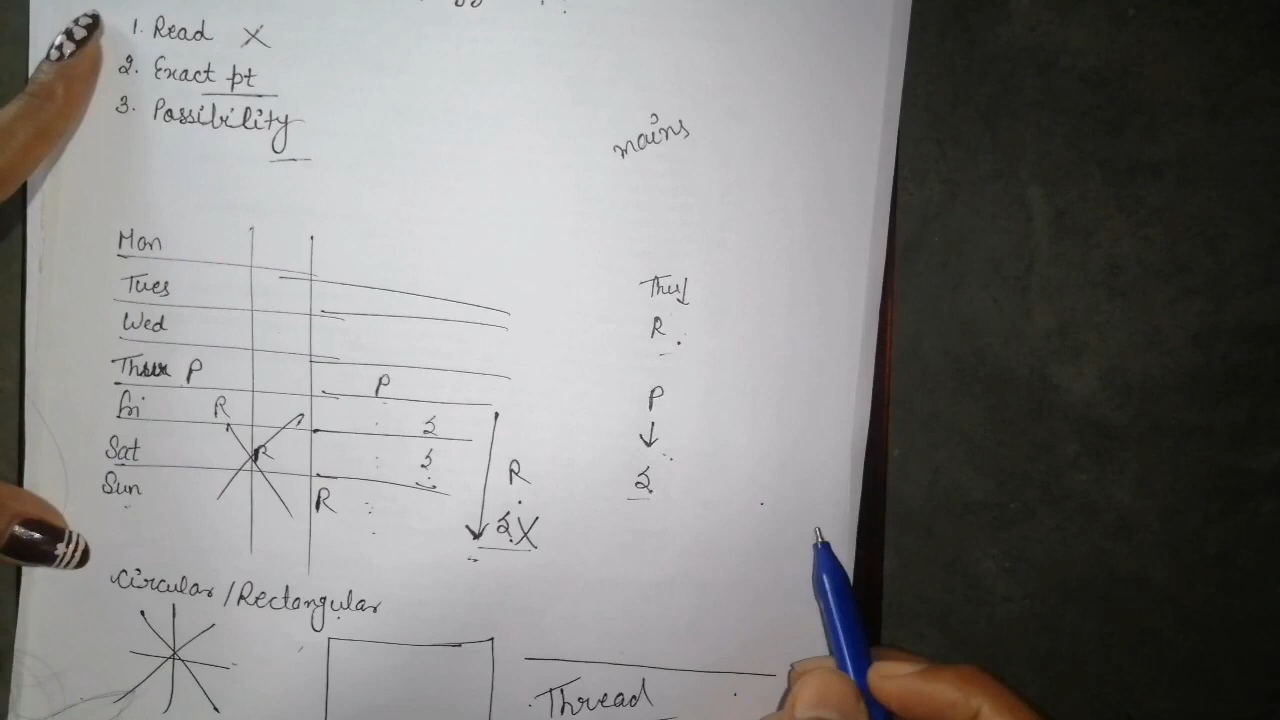 1. Read X
2. Exact pt
3. Possibility
mains
Mon
Tues
Wed
Thur P P
Fri R 2
Sat R 2
Sun R
R
2 X
Thu
R
P
2
Circular / Rectangular
Thread